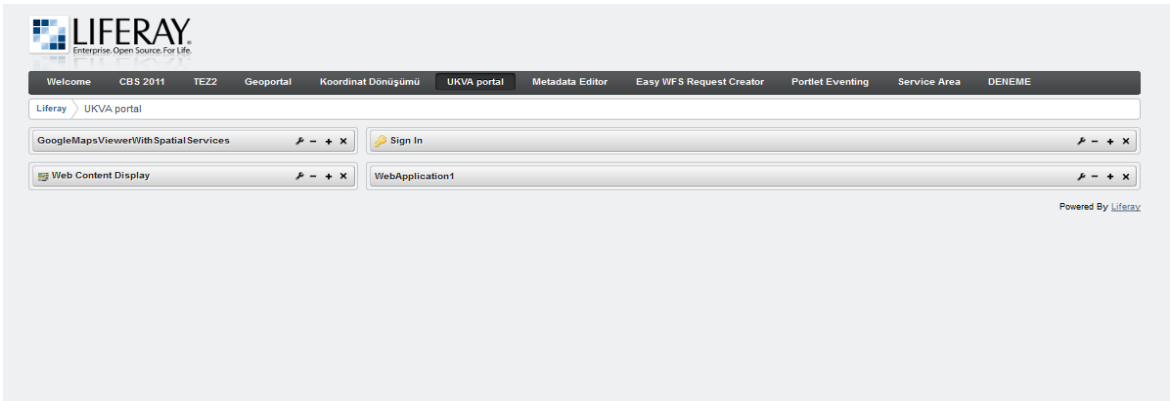 LIFERAY.
Enterprise. Open Source. For Life.
Welcome CBS 2011 TEZ2 Geoportal Koordinat Dönüşümü UKVA portal Metadata Editor Easy WFS Request Creator Portlet Eventing Service Area DENEME
Liferay UKVA portal
GoogleMapsViewerWithSpatialServices
Sign In
Web Content Display
WebApplication1
Powered By Liferay